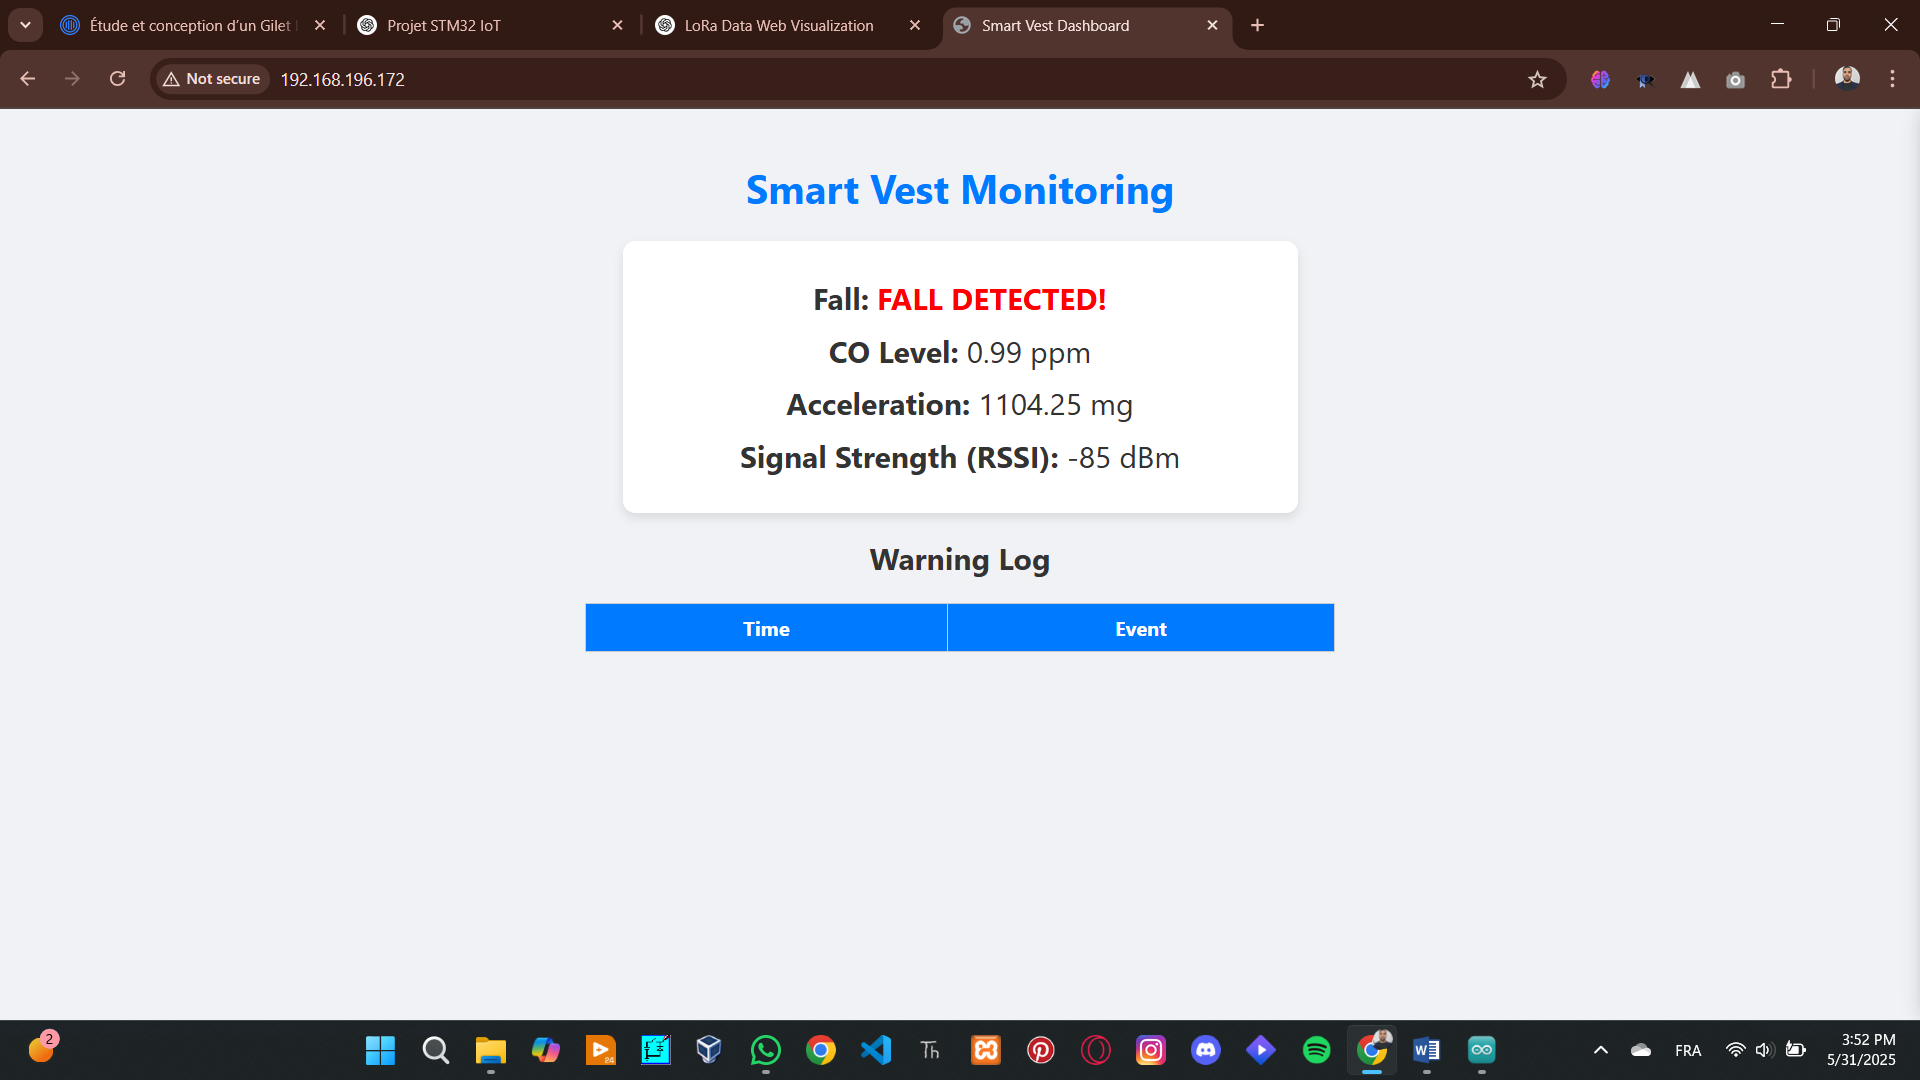 Étude et conception d'un Gilet
Projet STM32 IoT
LoRa Data Web Visualization
Smart Vest Dashboard
Not secure
192.168.196.172
Smart Vest Monitoring
Fall: FALL DETECTED!
CO Level: 0.99 ppm
Acceleration: 1104.25 mg
Signal Strength (RSSI): -85 dBm
Warning Log
Time Event
2
24
Th
FRA
3:52 PM
5/31/2025